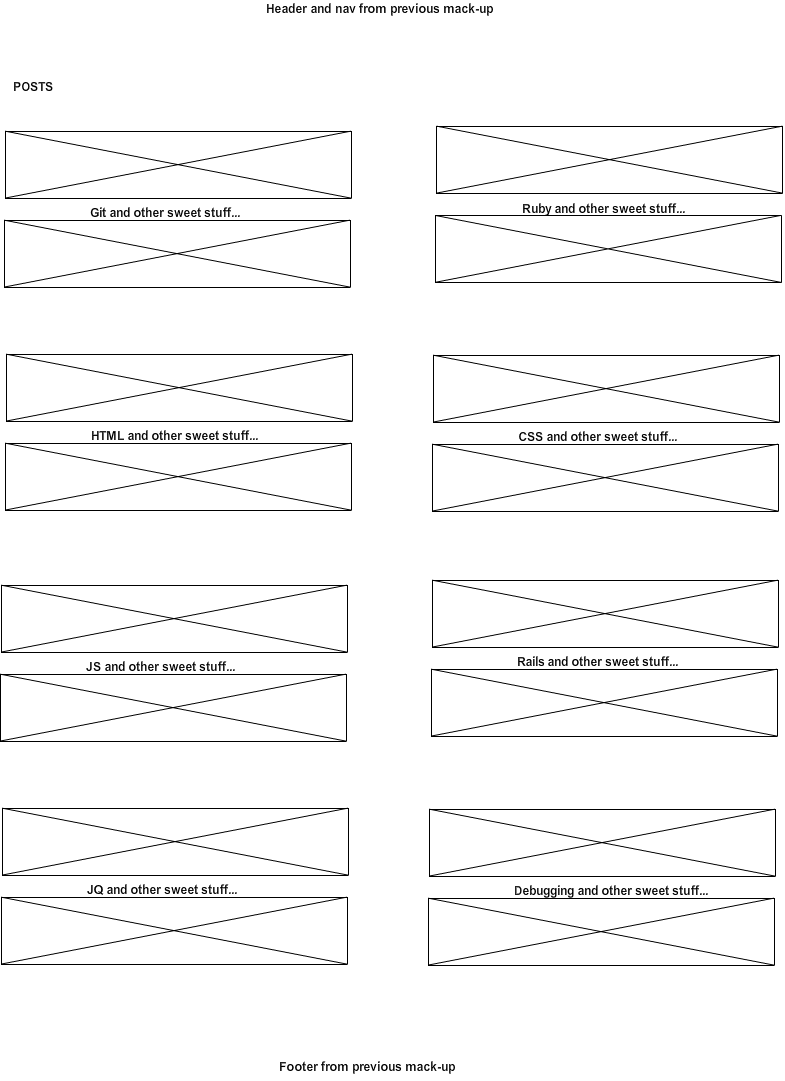 Header and nav from previous mack-up
POSTS
Git and other sweet stuff...
Ruby and other sweet stuff...
HTML and other sweet stuff...
CSS and other sweet stuff...
JS and other sweet stuff...
Rails and other sweet stuff...
JQ and other sweet stuff...
Debugging and other sweet stuff...
Footer from previous mack-up